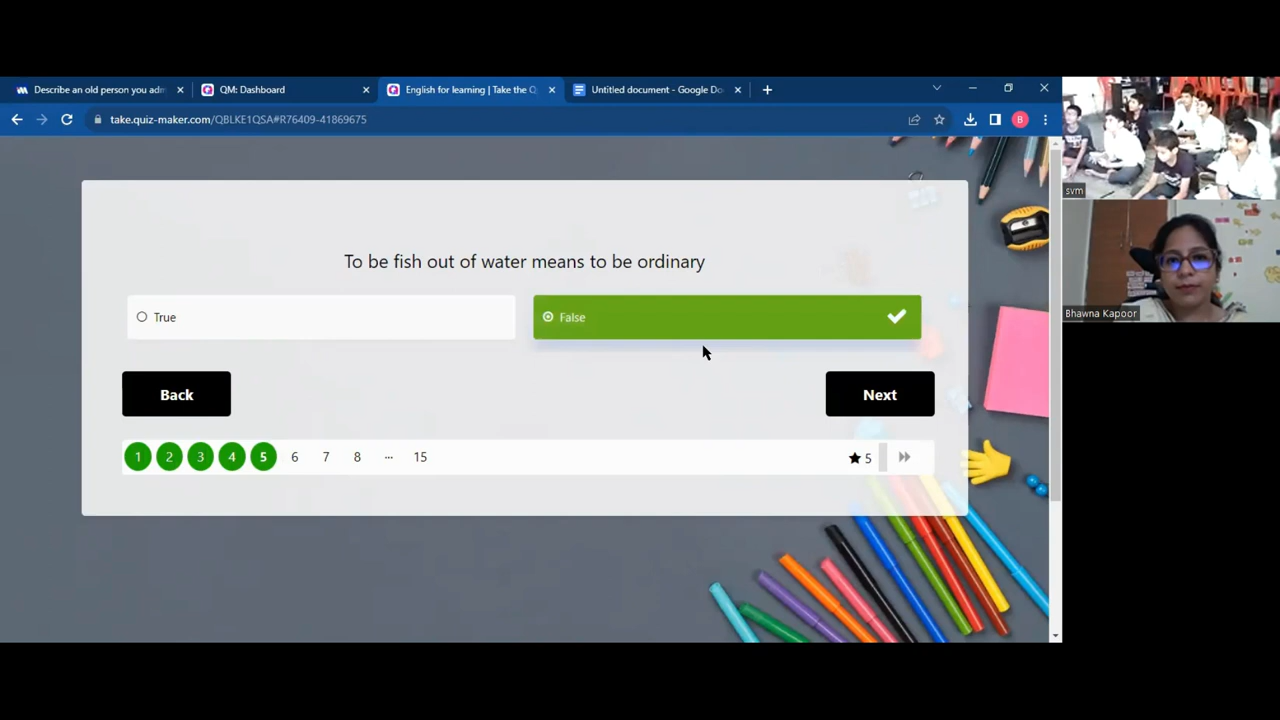 Describe an old person you adm
QM: Dashboard
English for learning | Take the Q
Untitled document - Google Do
take.quiz-maker.com/QBLKE1QSA#R76409-41869675
B
svm
To be fish out of water means to be ordinary
True
False
Bhawna Kapoor
Back
Next
1 2 3 4 5 6 7 8 ... 15
5